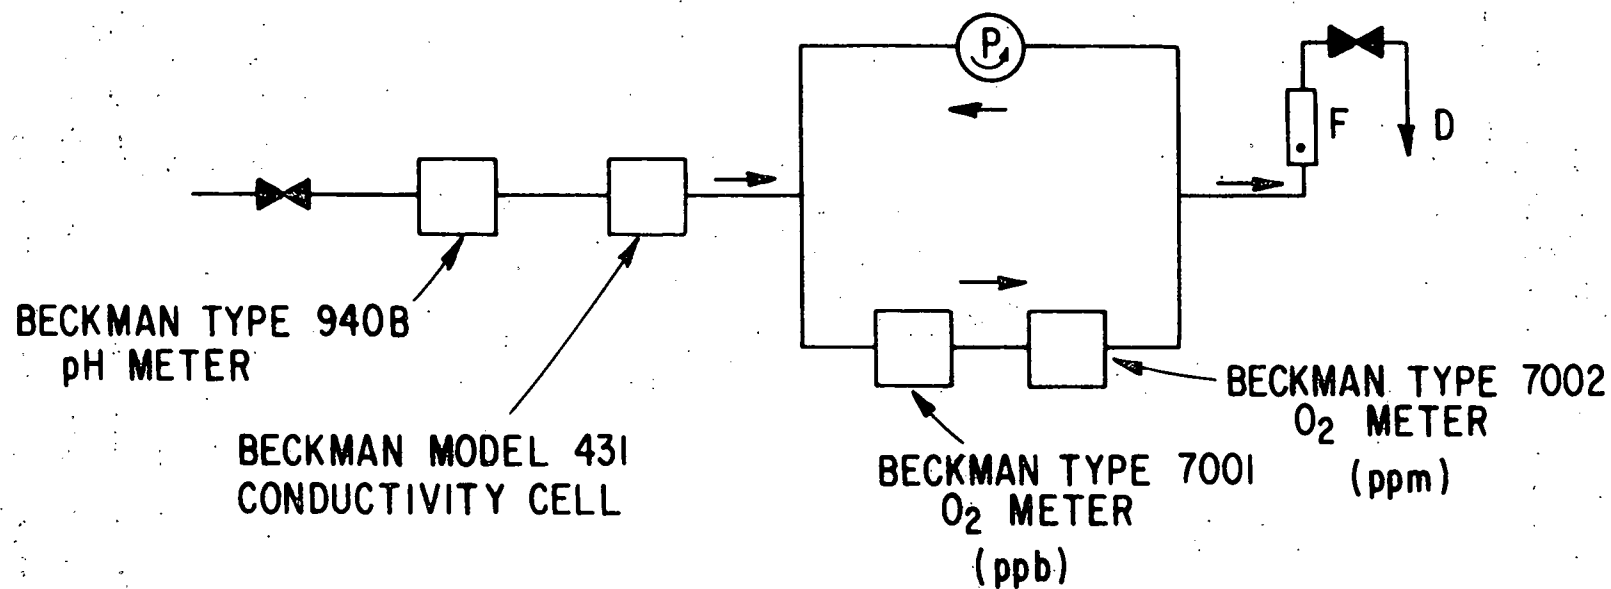 P
F
D
BECKMAN TYPE 940B
pH METER
BECKMAN MODEL 431
CONDUCTIVITY CELL
BECKMAN TYPE 7001
O₂ METER
(ppb)
BECKMAN TYPE 7002
O₂ METER
(ppm)